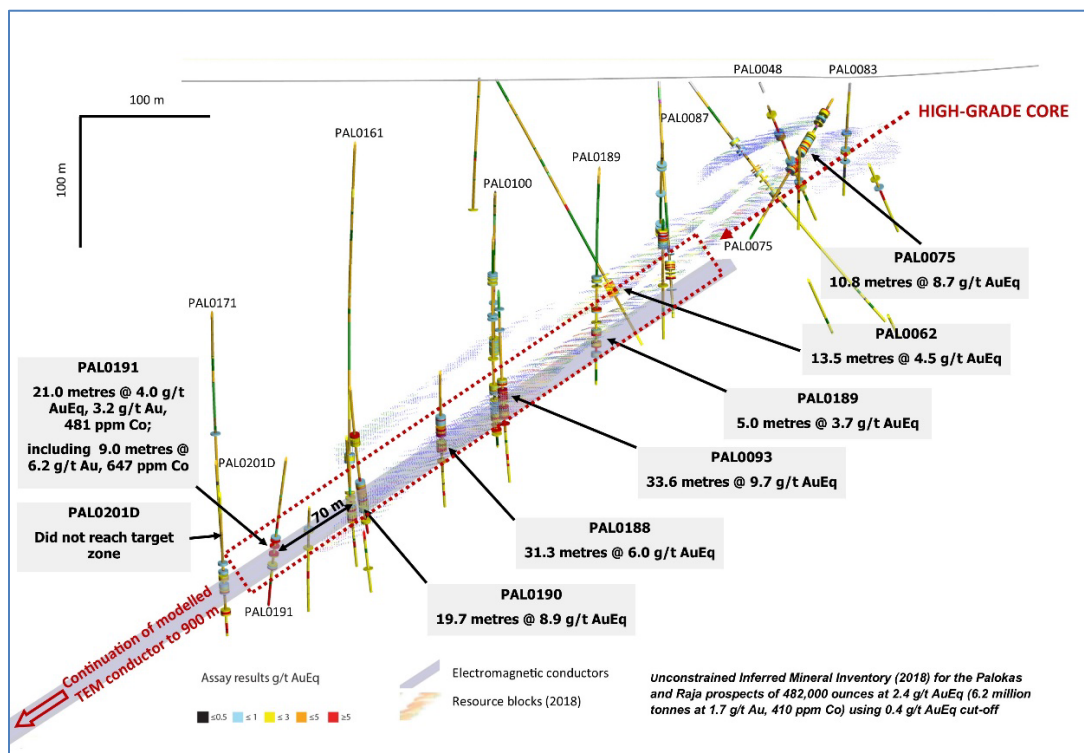 PAL0048
PAL0083
100 m
100 m
PAL0161
PAL0087
HIGH-GRADE CORE
PAL0189
PAL0100
PAL0075
PAL0075
10.8 metres @ 8.7 g/t AuEq
PAL0171
PAL0062
13.5 metres @ 4.5 g/t AuEq
PAL0191
21.0 metres @ 4.0 g/t
AuEq, 3.2 g/t Au,
481 ppm Co;
including 9.0 metres @
6.2 g/t Au, 647 ppm Co
PAL0189
5.0 metres @ 3.7 g/t AuEq
PAL0201D
PAL0093
33.6 metres @ 9.7 g/t AuEq
PAL0201D
Did not reach target
zone
70 m
PAL0188
31.3 metres @ 6.0 g/t AuEq
PAL0191
PAL0190
19.7 metres @ 8.9 g/t AuEq
Continuation of modelled
TEM conductor to 900 m
Assay results g/t AuEq
≤0.5
≤ 1
≤ 3
≤5
≥5
Electromagnetic conductors
Resource blocks (2018)
Unconstrained Inferred Mineral Inventory (2018) for the Palokas
and Raja prospects of 482,000 ounces at 2.4 g/t AuEq (6.2 million
tonnes at 1.7 g/t Au, 410 ppm Co) using 0.4 g/t AuEq cut-off